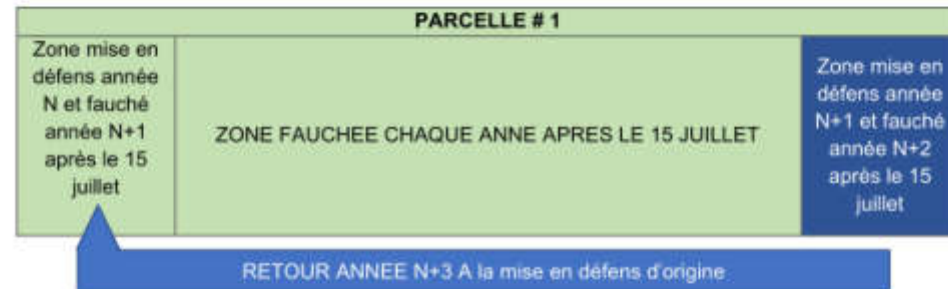 PARCELLE # 1
Zone mise en
défens année
N et fauché
année N+1
après le 15
juillet
ZONE FAUCHEE CHAQUE ANNE APRES LE 15 JUILLET
Zone mise en
défens année
N+1 et fauché
année N+2
après le 15
juillet
RETOUR ANNEE N+3 A la mise en défens d'origine